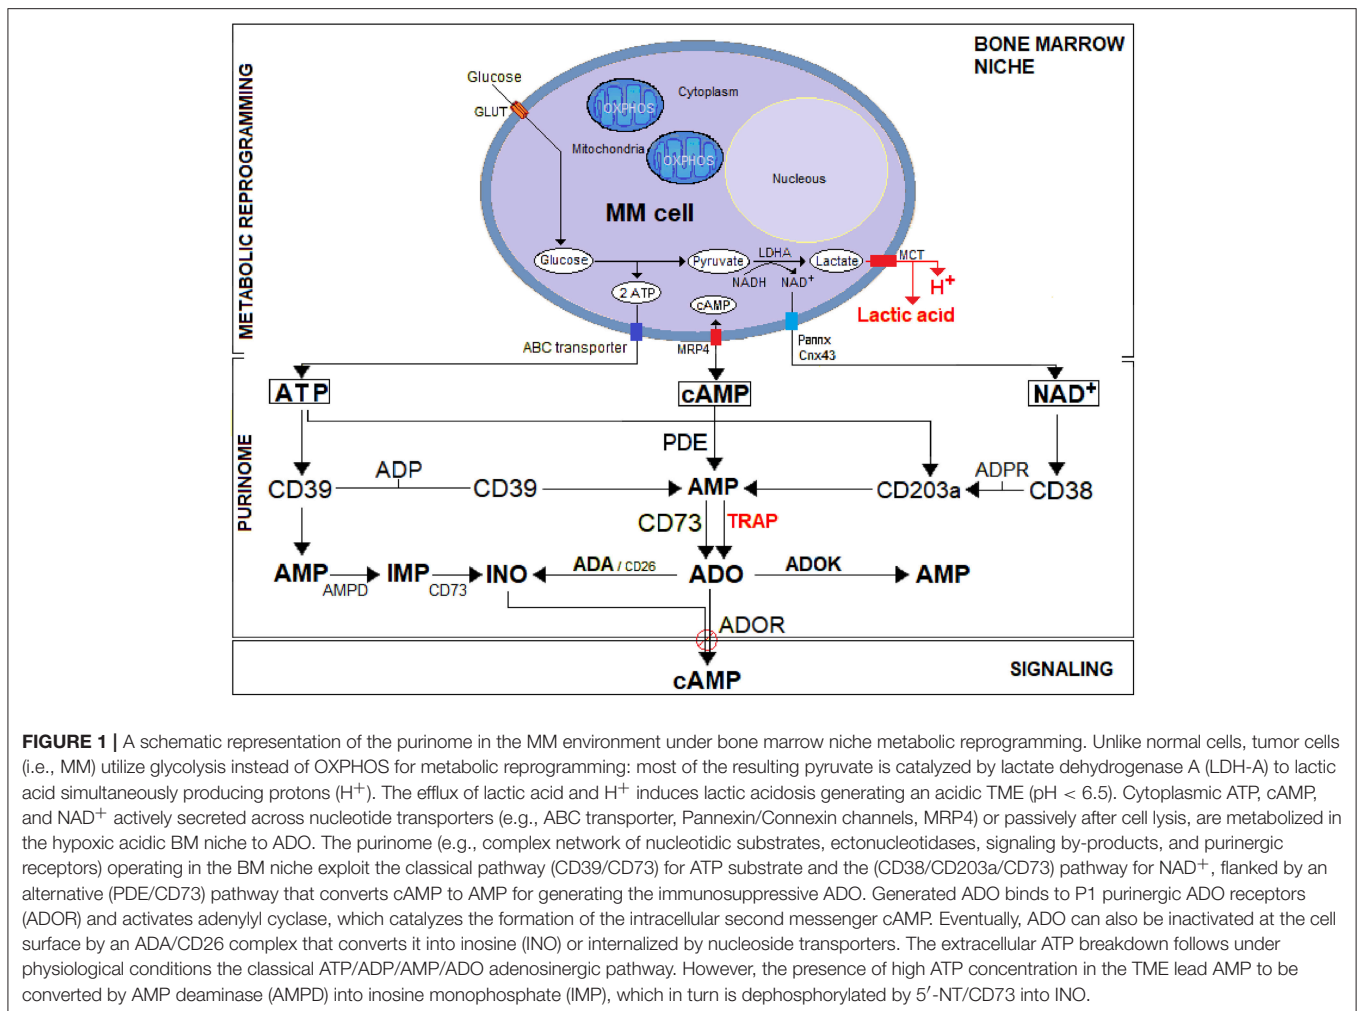 BONE MARROW
NICHE
METABOLIC REPROGRAMMING
Glucose
GLUT
Cytoplasm
OXPHOS
Mitochondria
OXPHOS
Nucleous
MM cell
Glucose
Pyruvate
LDHA
Lactate
MCT
NADH
NAD+
H+
2 ATP
cAMP
Lactic acid
ABC transporter
MRP4
Pannx
Cnx43
PURINOME
ATP
cAMP
NAD+
PDE
CD39
ADP
CD39
AMP
CD203a
ADPR
CD38
CD73
TRAP
AMP
AMPD
IMP
CD73
INO
ADA / CD26
ADO
ADOK
AMP
ADOR
cAMP
SIGNALING
FIGURE 1 | A schematic representation of the purinome in the MM environment under bone marrow niche metabolic reprogramming. Unlike normal cells, tumor cells
(i.e., MM) utilize glycolysis instead of OXPHOS for metabolic reprogramming: most of the resulting pyruvate is catalyzed by lactate dehydrogenase A (LDH-A) to lactic
acid simultaneously producing protons (H+). The efflux of lactic acid and H+ induces lactic acidosis generating an acidic TME (pH < 6.5). Cytoplasmic ATP, cAMP,
and NAD+ actively secreted across nucleotide transporters (e.g., ABC transporter, Pannexin/Connexin channels, MRP4) or passively after cell lysis, are metabolized in
the hypoxic acidic BM niche to ADO. The purinome (e.g., complex network of nucleotidic substrates, ectonucleotidases, signaling by-products, and purinergic
receptors) operating in the BM niche exploit the classical pathway (CD39/CD73) for ATP substrate and the (CD38/CD203a/CD73) pathway for NAD+, flanked by an
alternative (PDE/CD73) pathway that converts cAMP to AMP for generating the immunosuppressive ADO. Generated ADO binds to P1 purinergic ADO receptors
(ADOR) and activates adenylyl cyclase, which catalyzes the formation of the intracellular second messenger cAMP. Eventually, ADO can also be inactivated at the cell
surface by an ADA/CD26 complex that converts it into inosine (INO) or internalized by nucleoside transporters. The extracellular ATP breakdown follows under
physiological conditions the classical ATP/ADP/AMP/ADO adenosinergic pathway. However, the presence of high ATP concentration in the TME lead AMP to be
converted by AMP deaminase (AMPD) into inosine monophosphate (IMP), which in turn is dephosphorylated by 5′-NT/CD73 into INO.